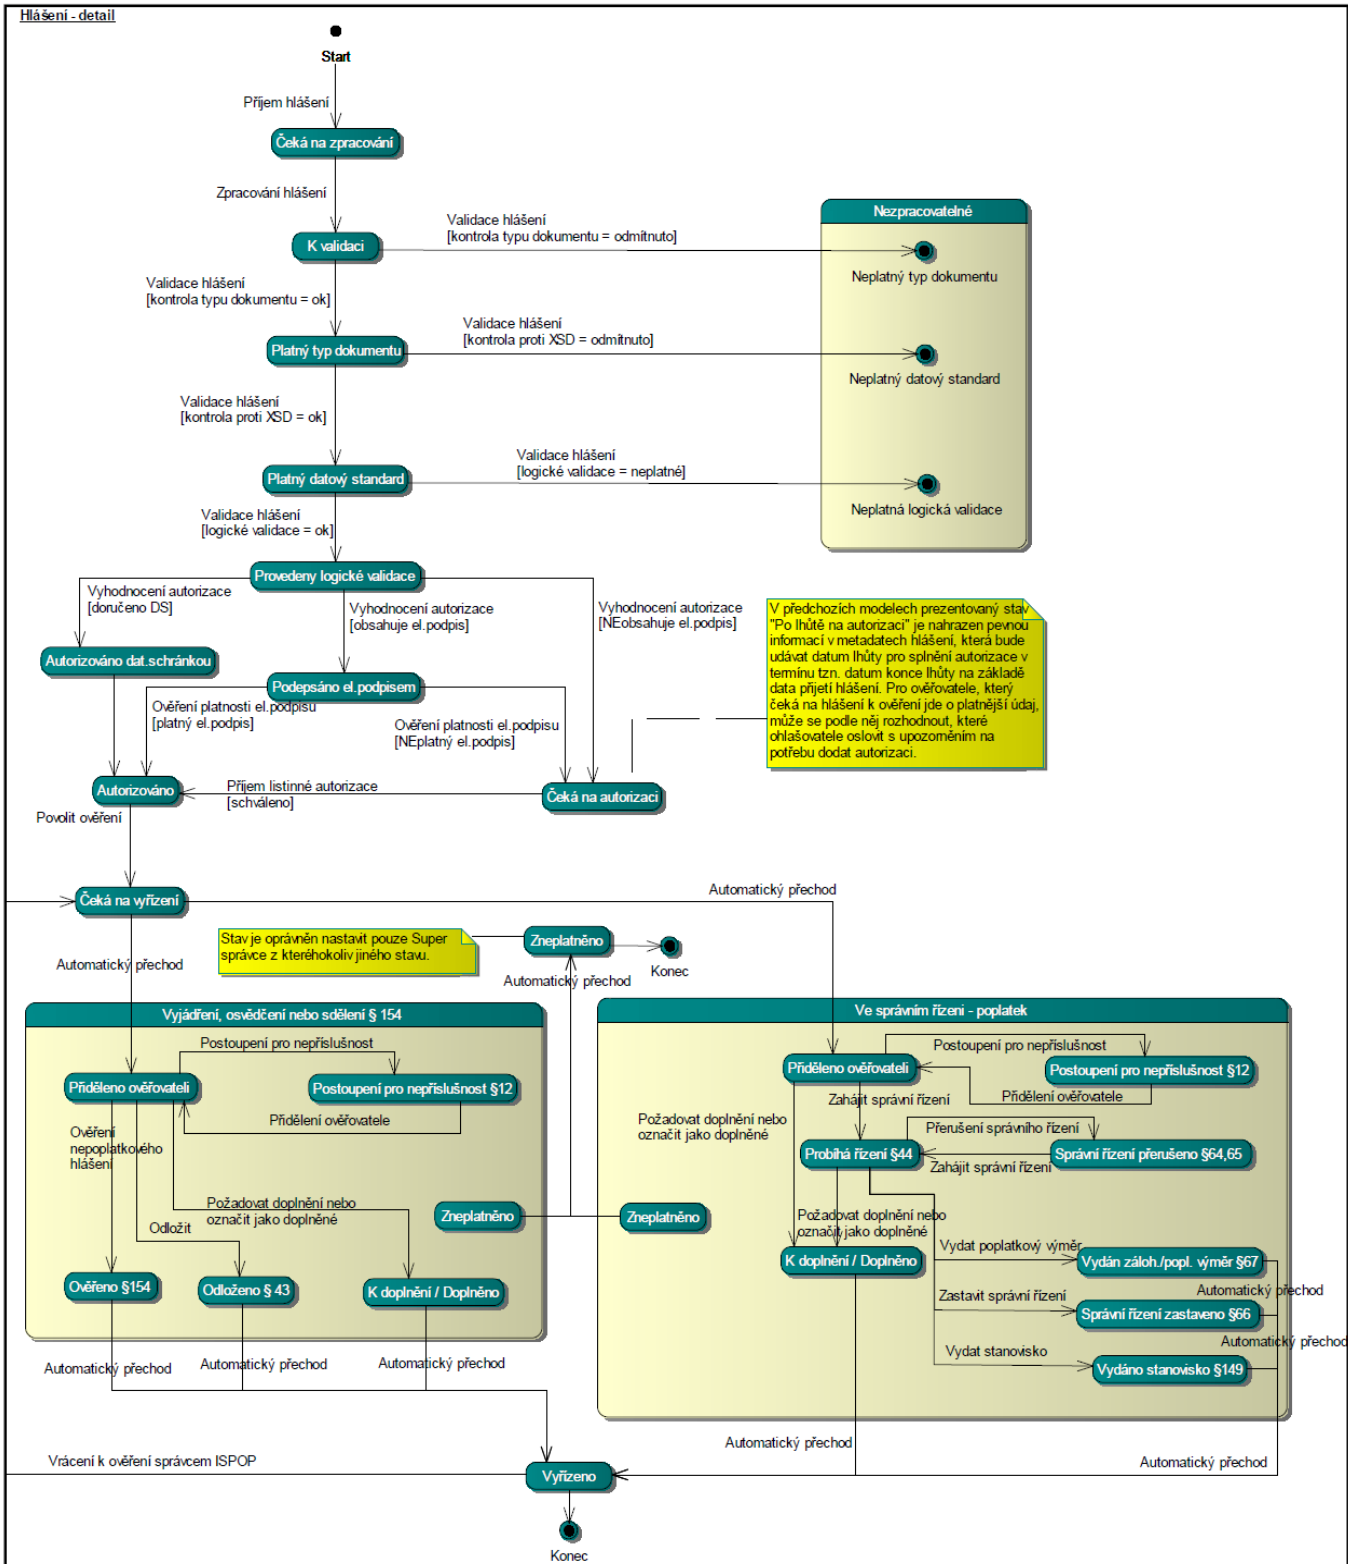 Hlášení - detail
Start
Příjem hlášení
Čeká na zpracování
Zpracování hlášení
K validaci
Validace hlášení
[kontrola typu dokumentu = odmítnuto]
Nezpracovatelné
Neplatný typ dokumentu
Validace hlášení
[kontrola typu dokumentu = ok]
Platný typ dokumentu
Validace hlášení
[kontrola proti XSD = odmítnuto]
Neplatný datový standard
Validace hlášení
[kontrola proti XSD = ok]
Platný datový standard
Validace hlášení
[logické validace = neplatné]
Neplatná logická validace
Validace hlášení
[logické validace = ok]
Provedeny logické validace
Vyhodnocení autorizace
[doručeno DS]
Vyhodnocení autorizace
[obsahuje el.podpis]
Vyhodnocení autorizace
[NEobsahuje el.podpis]
V předchozích modelech prezentovaný stav
"Po lhůtě na autorizaci" je nahrazen pevnou
informací v metadatech hlášení, která bude
udávat datum lhůty pro splnění autorizace v
termínu tzn. datum konce lhůty na základě
data přijetí hlášení. Pro ověřovatele, který
čeká na hlášení k ověření jde o platnější údaj,
může se podle něj rozhodnout, které
ohlašovatele oslovit s upozorněním na
potřebu dodat autorizaci.
Autorizováno dat.schránkou
Podepsáno el.podpisem
Ověření platnosti el.podpisu
[platný el.podpis]
Ověření platnosti el.podpisu
[NEplatný el.podpis]
Autorizováno
Příjem listinné autorizace
[schváleno]
Čeká na autorizaci
Povolit ověření
Čeká na vyřízení
Automatický přechod
Stav je oprávněn nastavit pouze Super
správce z kteréhokoliv jiného stavu.
Zneplatněno
Konec
Automatický přechod
Automatický přechod
Vyjádření, osvědčení nebo sdělení § 154
Postoupení pro nepříslušnost
Přiděleno ověřovateli
Postoupení pro nepříslušnost §12
Přidělení ověřovatele
Ověření
nepoplatkového
hlášení
Požadovat doplnění nebo
označit jako doplněné
Odložit
Zneplatněno
Ověřeno §154
Odloženo § 43
K doplnění / Doplněno
Automatický přechod
Automatický přechod
Automatický přechod
Ve správním řízení - poplatek
Postoupení pro nepříslušnost
Přiděleno ověřovateli
Postoupení pro nepříslušnost §12
Zahájit správní řízení
Přidělení ověřovatele
Požadovat doplnění nebo
označit jako doplněné
Přerušení správního řízení
Probíhá řízení §44
Správní řízení přerušeno §64,65
Zahájit správní řízení
Zneplatněno
Požadovat doplnění nebo
označit jako doplněné
K doplnění / Doplněno
Vydat poplatkový výměr
Vydán záloh./popl. výměr §67
Automatický přechod
Zastavit správní řízení
Správní řízení zastaveno §66
Automatický přechod
Vydat stanovisko
Vydáno stanovisko §149
Automatický přechod
Automatický přechod
Vrácení k ověření správcem ISPOP
Vyřízeno
Konec